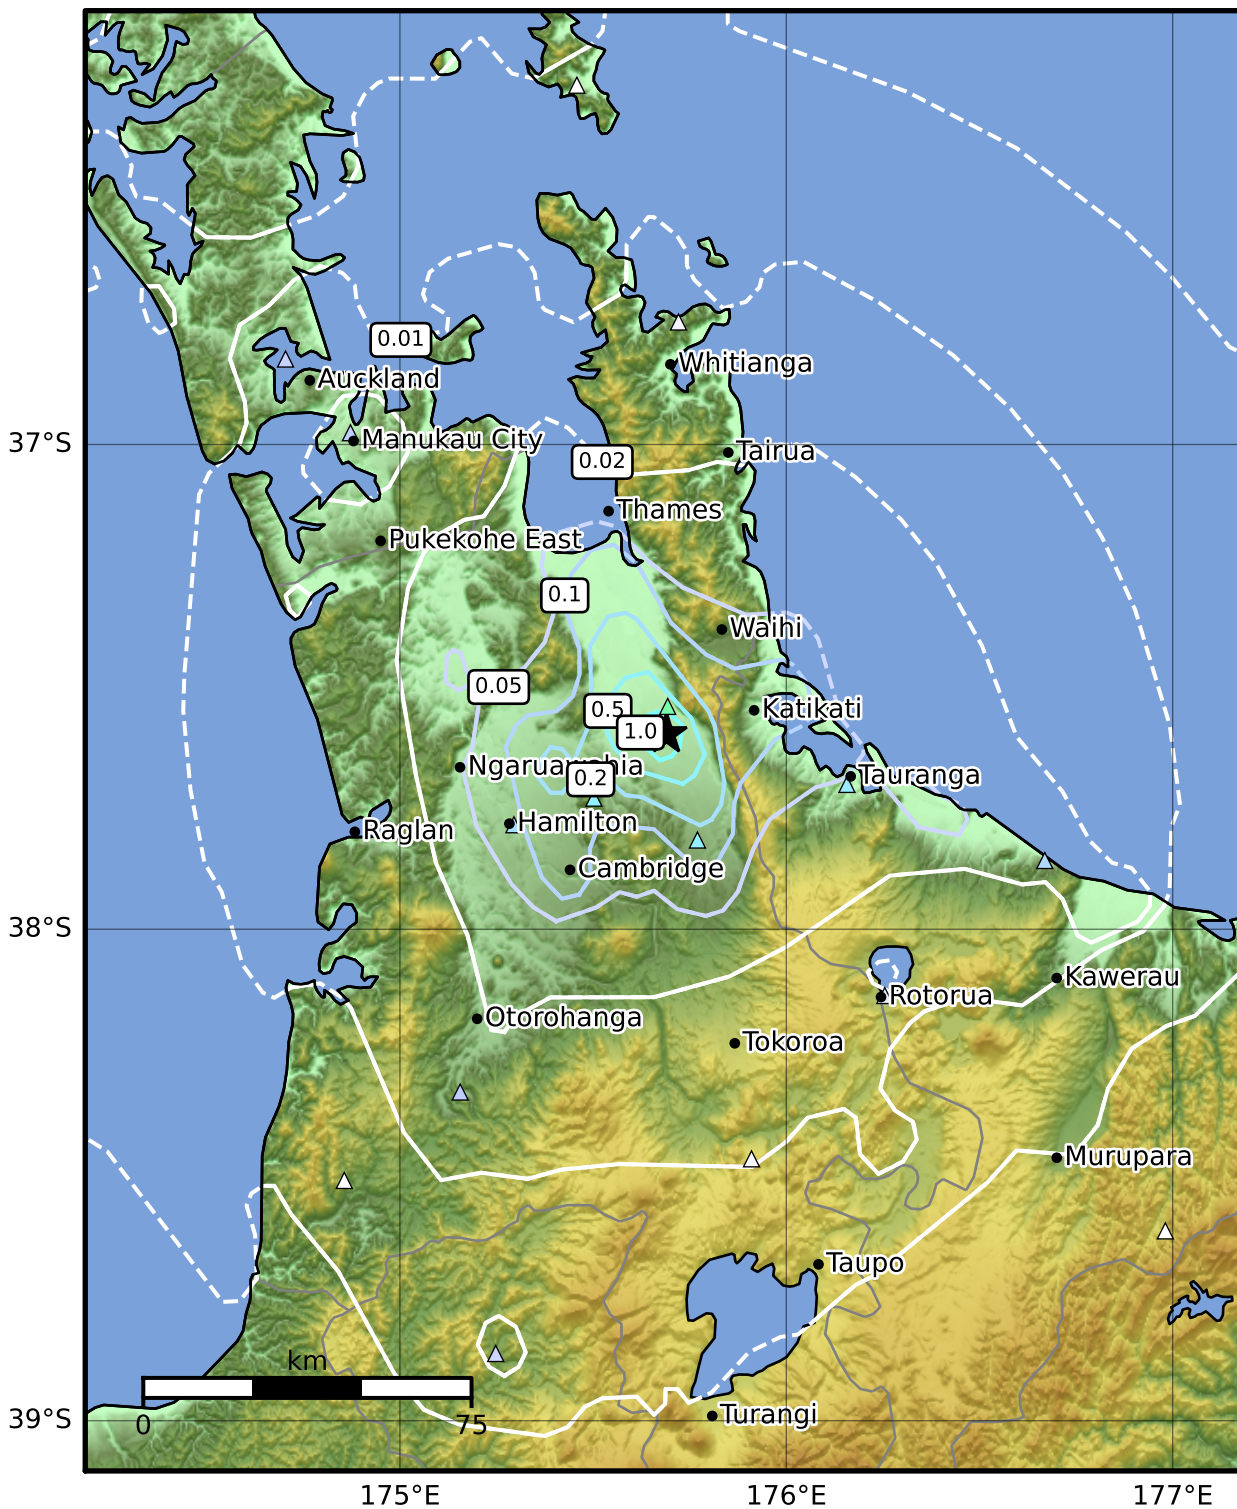 0.01
Whitianga
Auckland
Manukau City
37°S
Tairua
0.02
Thames
Pukekohe East
0.1
Waihi
0.05
0.5
Katikati
1.0
Ngaruawahia
0.2
Tauranga
Hamilton
Raglan
Cambridge
38°S
Kawerau
Rotorua
Otorohanga
Tokoroa
Murupara
Taupo
km
0
75
Turangi
39°S
175°E
176°E
177°E